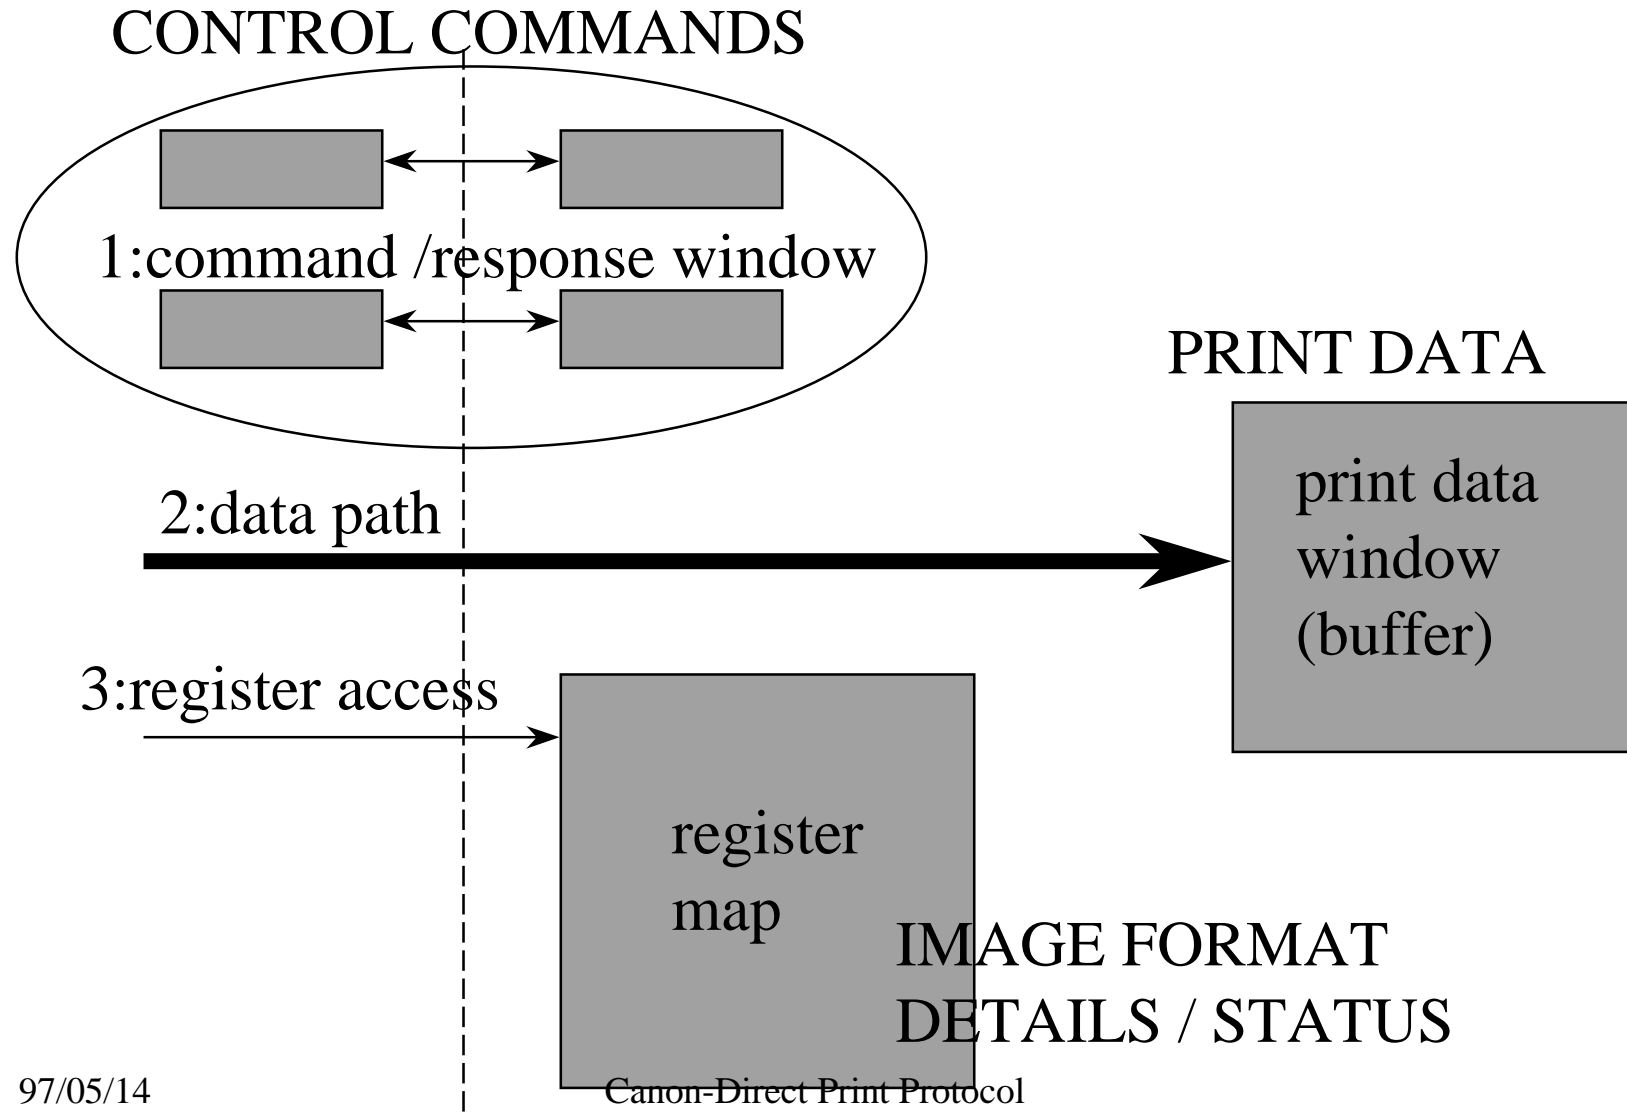 CONTROL COMMANDS
1:command /response window
PRINT DATA
print data
window
(buffer)
2:data path
3:register access
register
map
IMAGE FORMAT
DETAILS / STATUS
97/05/14
Canon-Direct Print Protocol